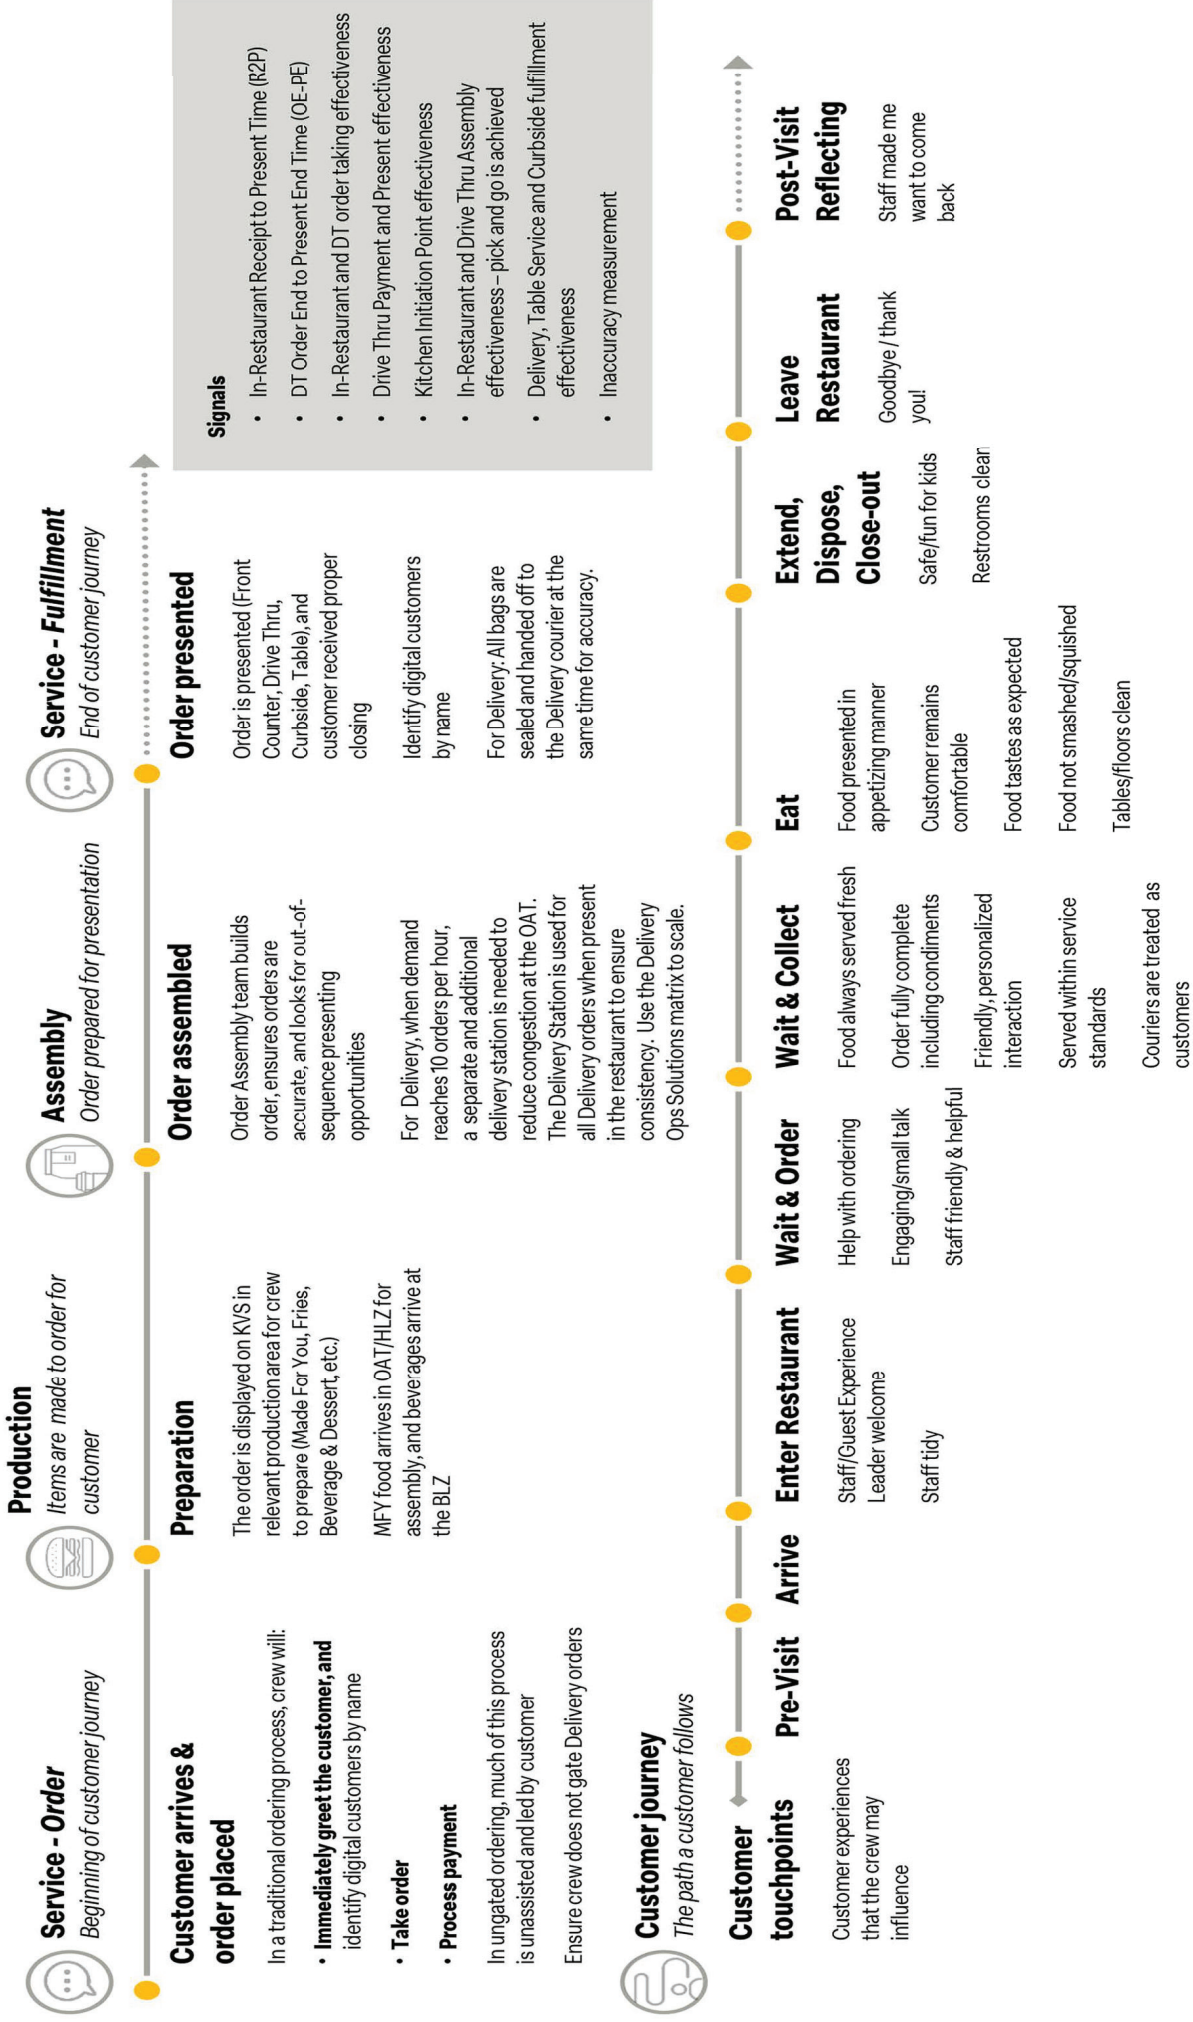 Service - Order
Beginning of customer journey
Customer arrives &
order placed
In a traditional ordering process, crew will:
• Immediately greet the customer, and
identify digital customers by name
• Take order
• Process payment
In ungated ordering, much of this process
is unassisted and led by customer
Ensure crew does not gate Delivery orders
Production
Items are made to order for
customer
Preparation
The order is displayed on KVS in
relevant production area for crew
to prepare (Made For You, Fries,
Beverage & Dessert, etc.)
MFY food arrives in OAT/HLZ for
assembly, and beverages arrive at
the BLZ
Assembly
Order prepared for presentation
Order assembled
Order Assembly team builds
order, ensures orders are
accurate, and looks for out-of-
sequence presenting
opportunities
For Delivery, when demand
reaches 10 orders per hour,
a separate and additional
delivery station is needed to
reduce congestion at the OAT.
The Delivery Station is used for
all Delivery orders when present
in the restaurant to ensure
consistency. Use the Delivery
Ops Solutions matrix to scale.
Service - Fulfillment
End of customer journey
Order presented
Order is presented (Front
Counter, Drive Thru,
Curbside, Table), and
customer received proper
closing
Identify digital customers
by name
For Delivery: All bags are
sealed and handed off to
the Delivery courier at the
same time for accuracy.
Signals
• In-Restaurant Receipt to Present Time (R2P)
• DT Order End to Present End Time (OE-PE)
• In-Restaurant and DT order taking effectiveness
• Drive Thru Payment and Present effectiveness
• Kitchen Initiation Point effectiveness
• In-Restaurant and Drive Thru Assembly
effectiveness – pick and go is achieved
• Delivery, Table Service and Curbside fulfillment
effectiveness
• Inaccuracy measurement
Customer journey
The path a customer follows
Customer
touchpoints
Customer experiences
that the crew may
influence
Pre-Visit
Arrive
Enter Restaurant
Staff/Guest Experience
Leader welcome
Staff tidy
Wait & Order
Help with ordering
Engaging/small talk
Staff friendly & helpful
Wait & Collect
Food always served fresh
Order fully complete
including condiments
Friendly, personalized
interaction
Served within service
standards
Couriers are treated as
customers
Eat
Food presented in
appetizing manner
Customer remains
comfortable
Food tastes as expected
Food not smashed/squished
Tables/floors clean
Extend,
Dispose,
Close-out
Safe/fun for kids
Restrooms clean
Leave
Restaurant
Goodbye / thank
you!
Post-Visit
Reflecting
Staff made me
want to come
back